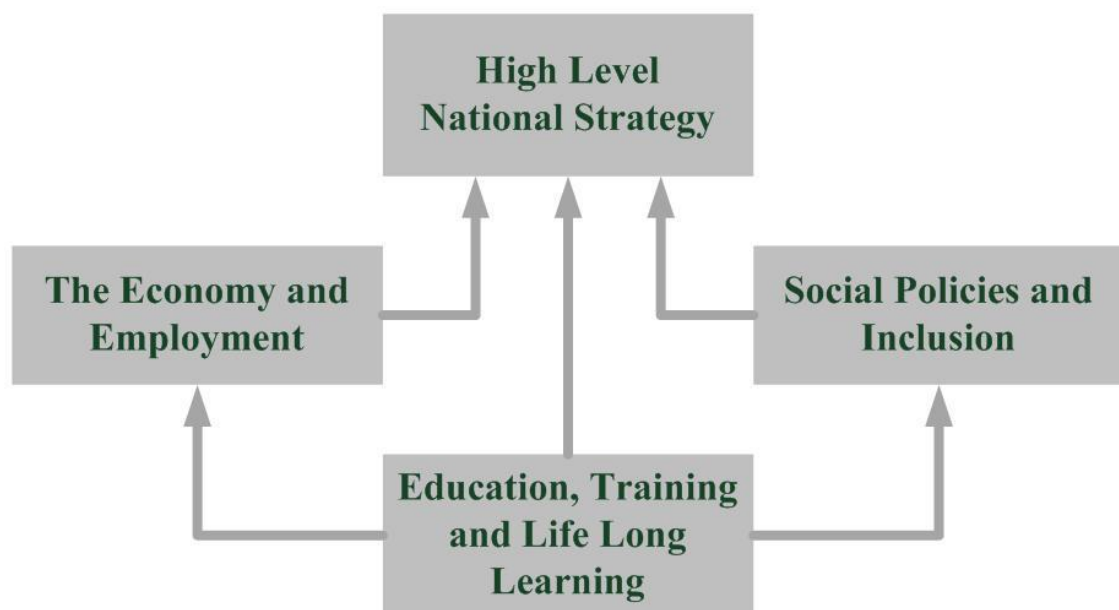 High Level
National Strategy
The Economy and
Employment
Social Policies and
Inclusion
Education, Training
and Life Long
Learning